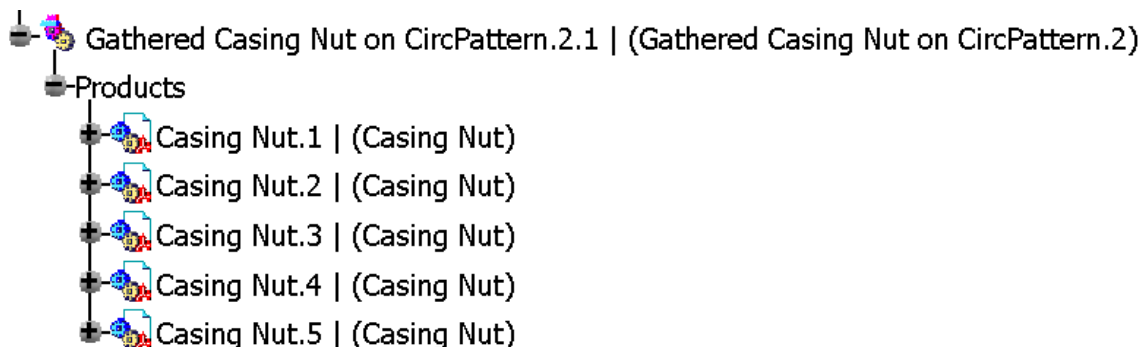 Gathered Casing Nut on CircPattern.2.1 | (Gathered Casing Nut on CircPattern.2)
Products
Casing Nut.1 | (Casing Nut)
Casing Nut.2 | (Casing Nut)
Casing Nut.3 | (Casing Nut)
Casing Nut.4 | (Casing Nut)
Casing Nut.5 | (Casing Nut)